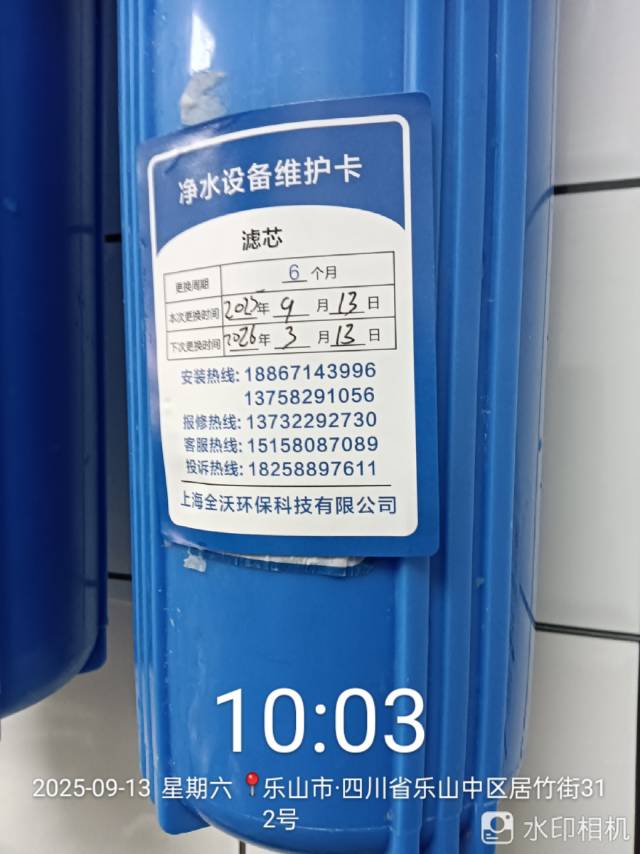 净水设备维护卡
滤芯
更换周期 6 个月
本次更换时间 2025年 9 月 13 日
下次更换时间 2026年 3 月 13 日
安装热线: 18867143996
13758291056
报修热线: 13732292730
客服热线: 15158087089
投诉热线: 18258897611
上海全沃环保科技有限公司
10:03
2025-09-13 星期六 乐山市·四川省乐山中区居竹街31
2号
水印相机